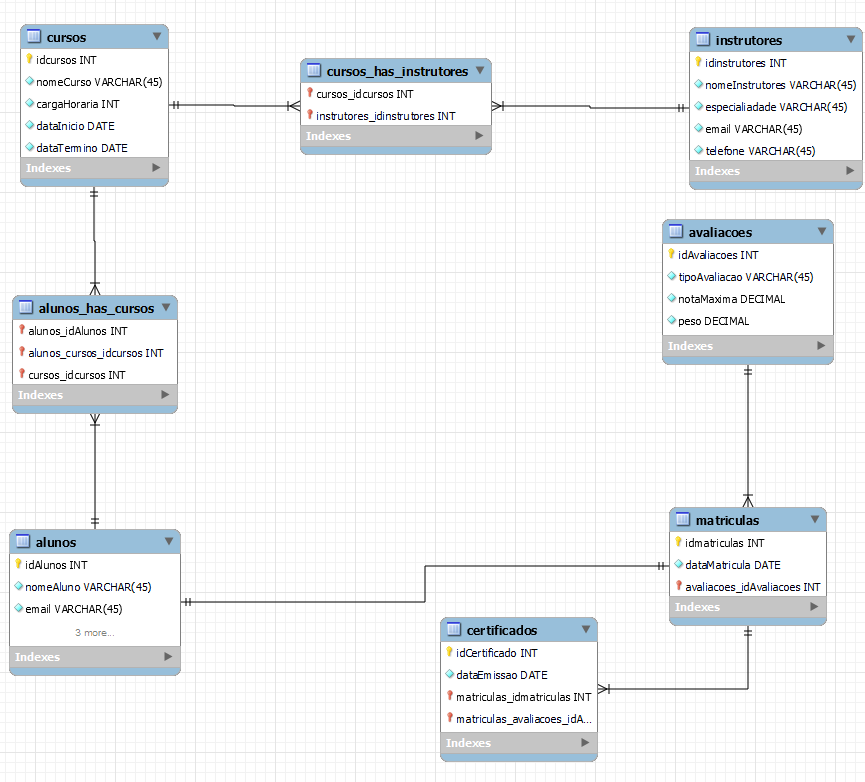 cursos
idcursos INT
nomeCurso VARCHAR(45)
cargaHoraria INT
dataInicio DATE
dataTermino DATE
Indexes
cursos_has_instrutores
cursos_idcursos INT
instrutores_idinstrutores INT
Indexes
instrutores
idinstrutores INT
nomeInstrutores VARCHAR(45)
especialiadade VARCHAR(45)
email VARCHAR(45)
telefone VARCHAR(45)
Indexes
avaliacoes
idAvaliacoes INT
tipoAvaliacao VARCHAR(45)
notaMaxima DECIMAL
peso DECIMAL
Indexes
alunos_has_cursos
alunos_idAlunos INT
alunos_cursos_idcursos INT
cursos_idcursos INT
Indexes
alunos
idAlunos INT
nomeAluno VARCHAR(45)
email VARCHAR(45)
3 more...
Indexes
matriculas
idmatriculas INT
dataMatricula DATE
avaliacoes_idAvaliacoes INT
Indexes
certificados
idCertificado INT
dataEmissao DATE
matriculas_idmatriculas INT
matriculas_avaliacoes_idA...
Indexes